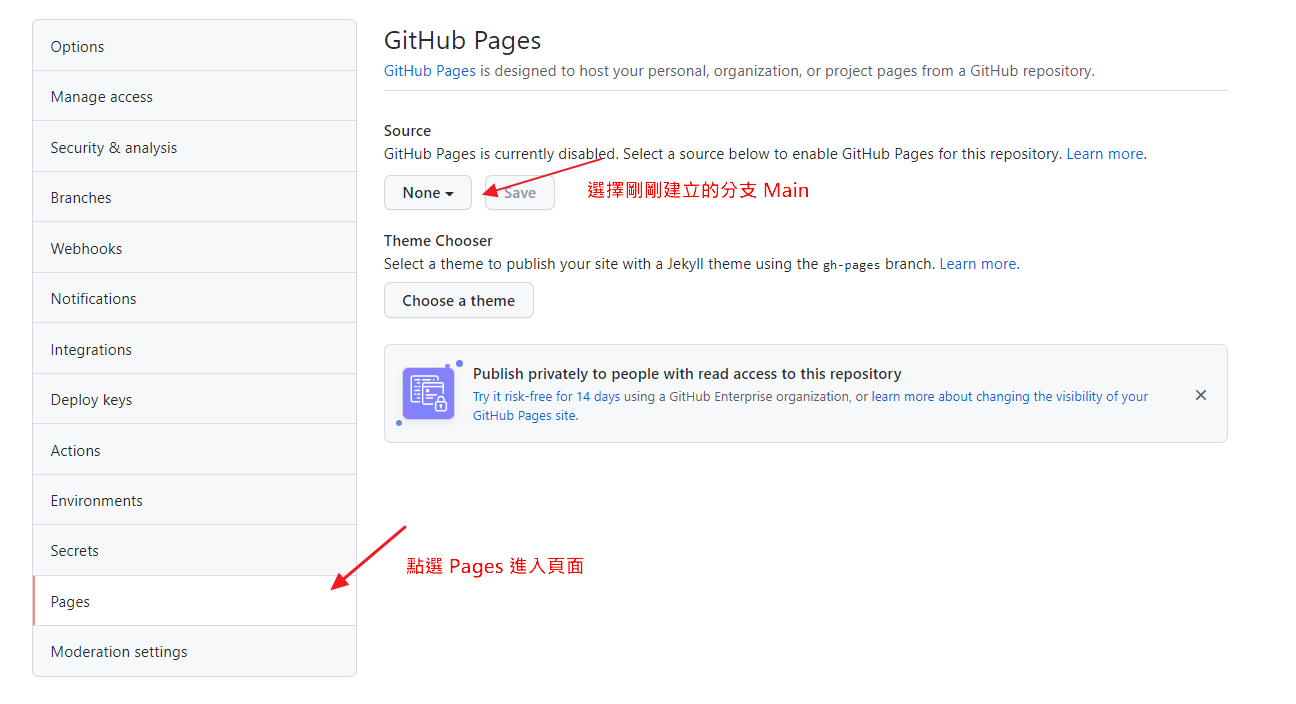 Options
Manage access
Security & analysis
Branches
Webhooks
Notifications
Integrations
Deploy keys
Actions
Environments
Secrets
Pages
Moderation settings
GitHub Pages
GitHub Pages is designed to host your personal, organization, or project pages from a GitHub repository.
Source
GitHub Pages is currently disabled. Select a source below to enable GitHub Pages for this repository. Learn more.
None Save
選擇剛剛建立的分支 Main
Theme Chooser
Select a theme to publish your site with a Jekyll theme using the gh-pages branch. Learn more.
Choose a theme
Publish privately to people with read access to this repository
Try it risk-free for 14 days using a GitHub Enterprise organization, or learn more about changing the visibility of your
GitHub Pages site.
點選 Pages 進入頁面